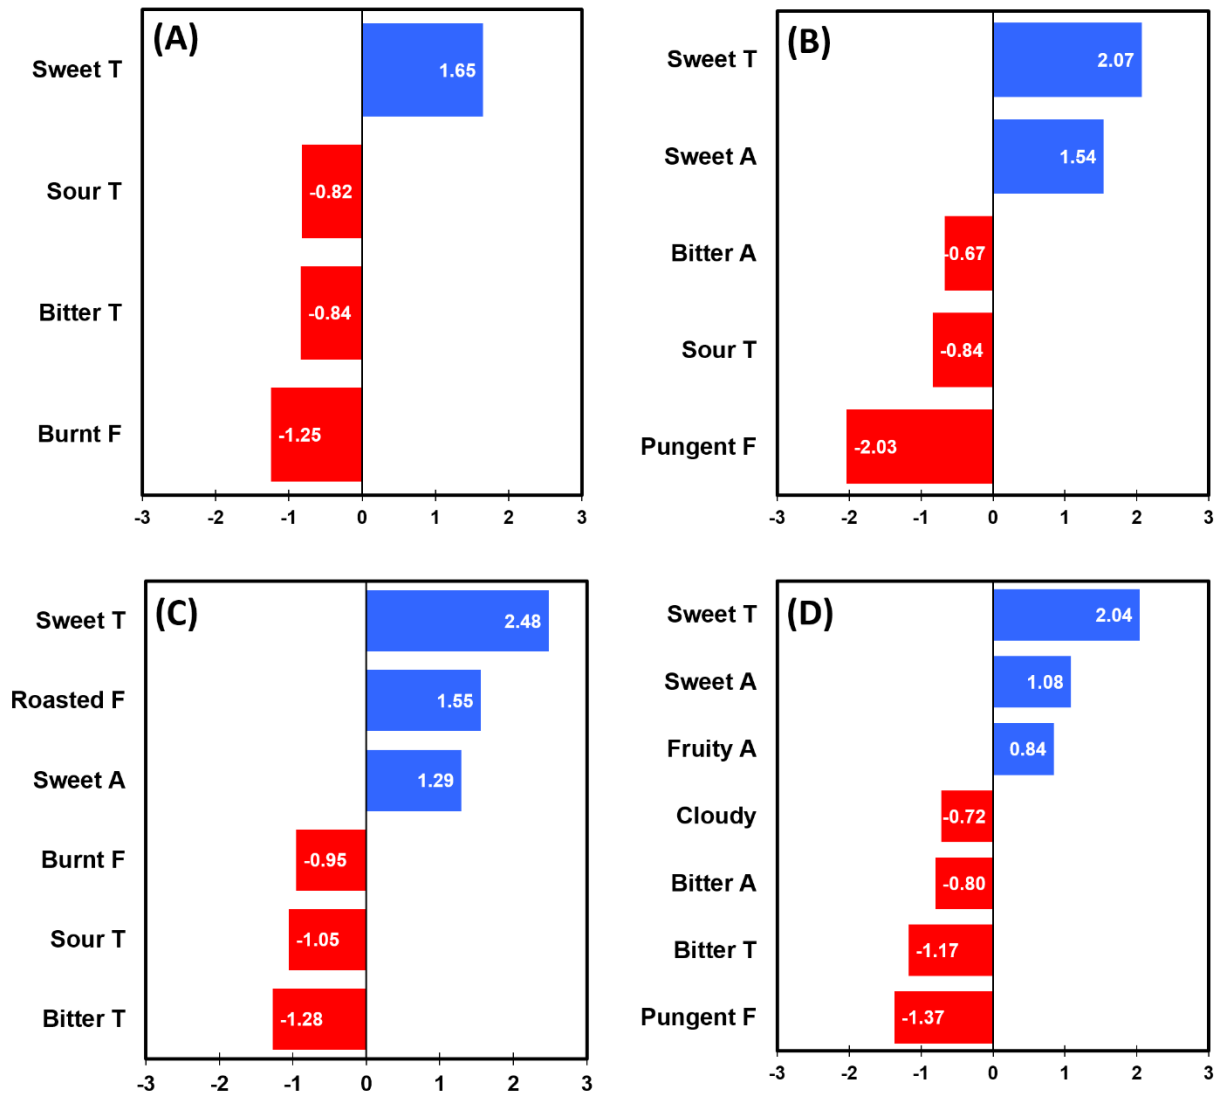 (A)
Sweet T
1.65
Sour T
-0.82
Bitter T
-0.84
Burnt F
-1.25
-3 -2 -1 0 1 2 3
(B)
Sweet T
2.07
Sweet A
1.54
Bitter A
-0.67
Sour T
-0.84
Pungent F
-2.03
-3 -2 -1 0 1 2 3
(C)
Sweet T
2.48
Roasted F
1.55
Sweet A
1.29
Burnt F
-0.95
Sour T
-1.05
Bitter T
-1.28
-3 -2 -1 0 1 2 3
(D)
Sweet T
2.04
Sweet A
1.08
Fruity A
0.84
Cloudy
-0.72
Bitter A
-0.80
Bitter T
-1.17
Pungent F
-1.37
-3 -2 -1 0 1 2 3